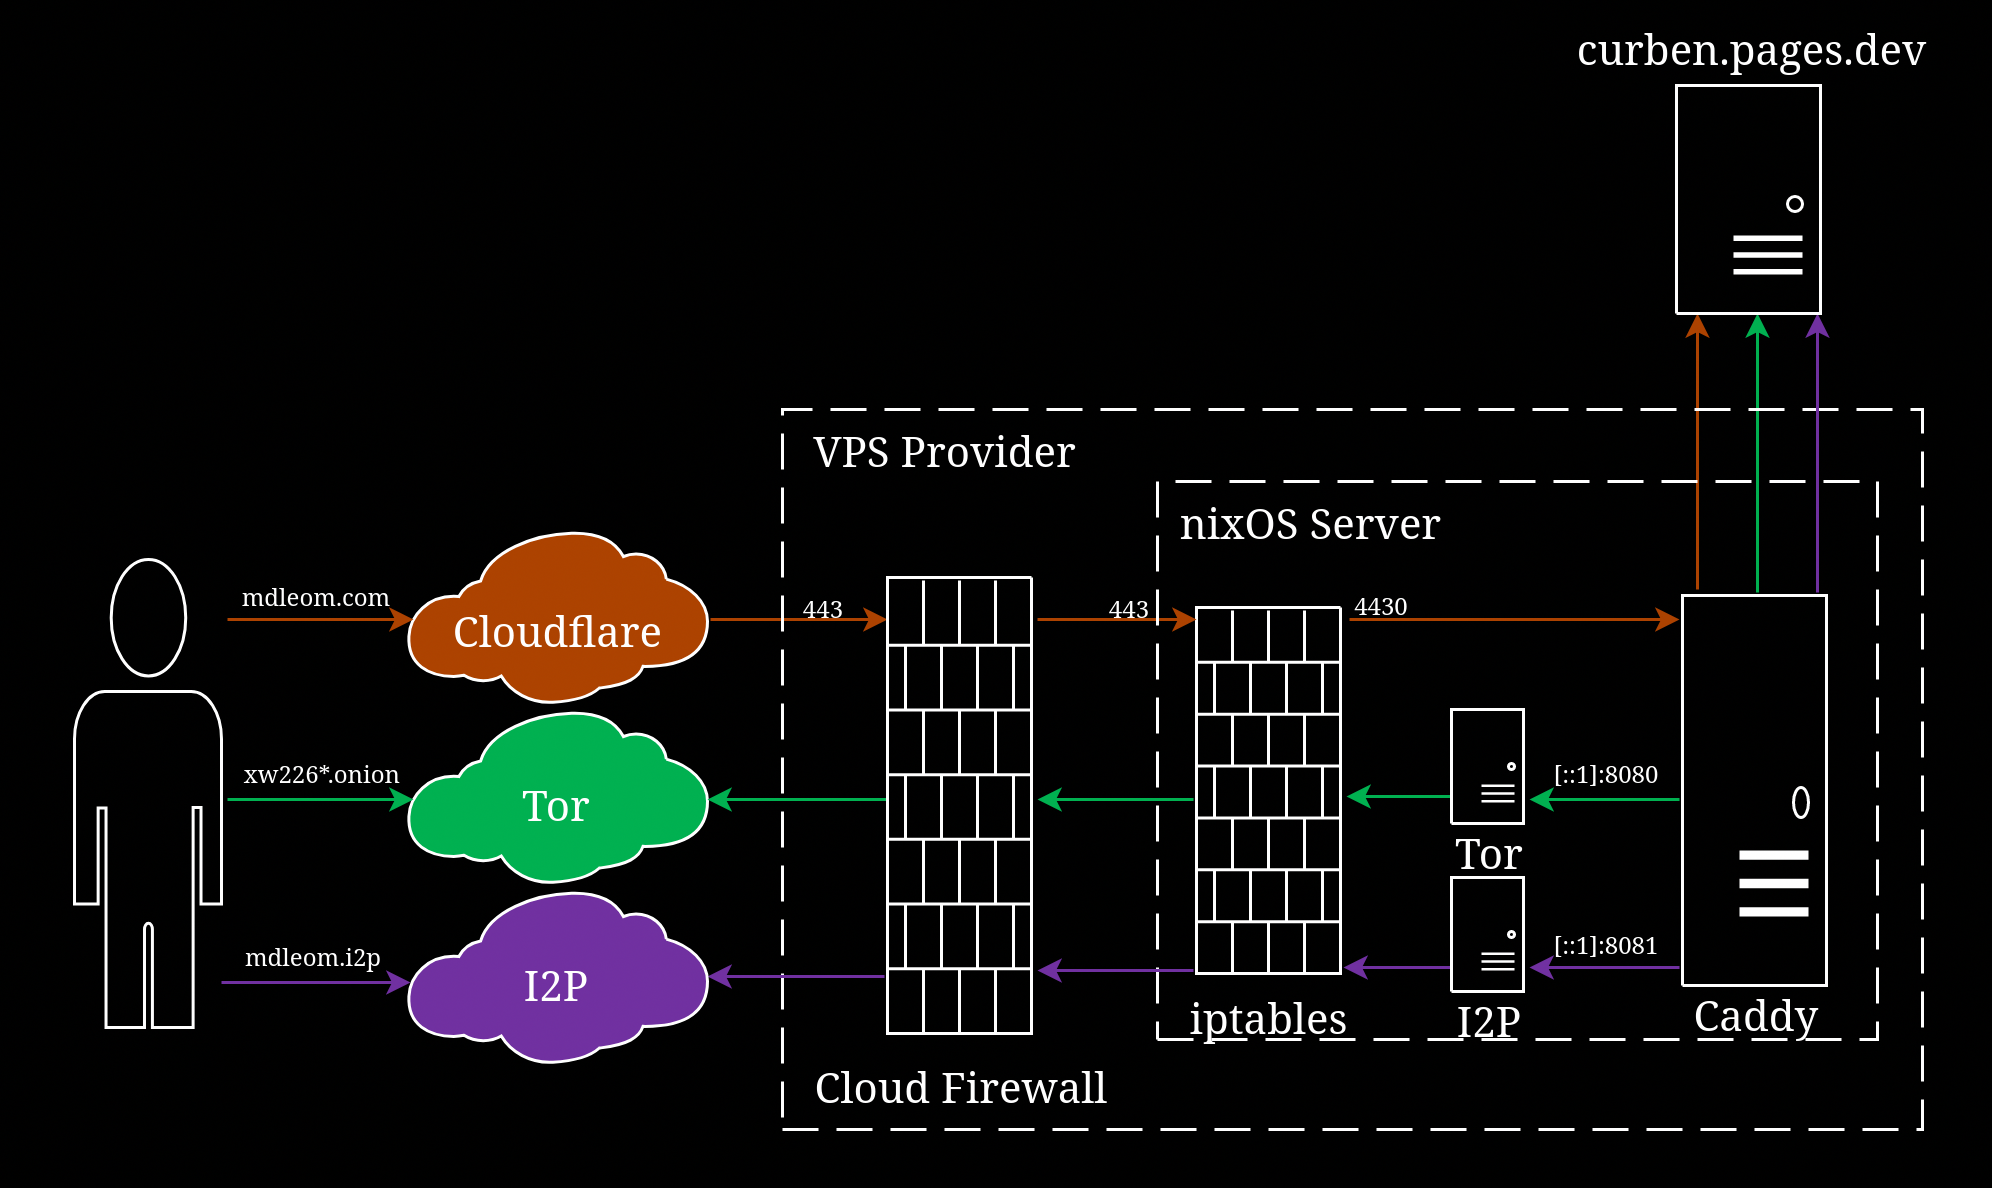 curben.pages.dev
VPS Provider
nixOS Server
mdleom.com
Cloudflare
443
443
4430
xw226*.onion
Tor
[::1]:8080
Tor
mdleom.i2p
I2P
[::1]:8081
iptables
I2P
Caddy
Cloud Firewall